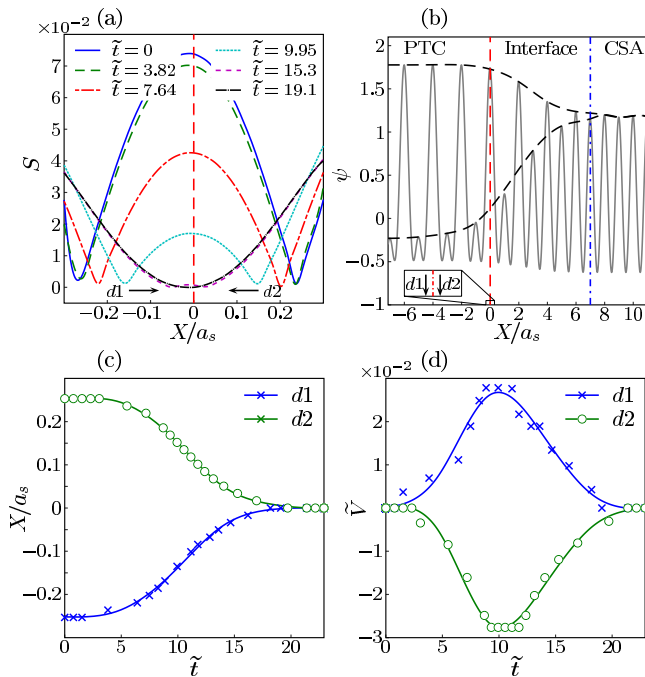 (a)
×10⁻²
t̃ = 0
t̃ = 3.82
t̃ = 7.64
t̃ = 9.95
t̃ = 15.3
t̃ = 19.1
7
6
5
4
3
2
1
0
S
d1
d2
−0.2
−0.1
0
0.1
0.2
X/aₛ
(b)
PTC
Interface
CSA
2
1.5
1
0.5
0
−0.5
−1
ψ
d1
d2
−6
−4
−2
0
2
4
6
8
10
X/aₛ
(c)
d1
d2
0.2
0.1
0
−0.1
−0.2
X/aₛ
0
5
10
15
20
t̃
(d)
×10⁻²
d1
d2
3
2
1
0
−1
−2
−3
Ṽ
0
5
10
15
20
t̃